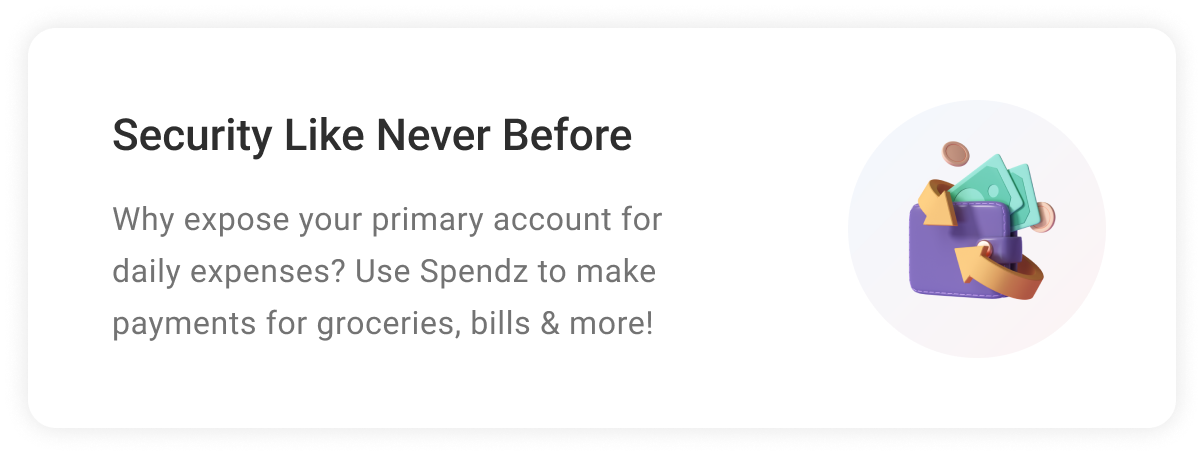 Security Like Never Before
Why expose your primary account for
daily expenses? Use Spendz to make
payments for groceries, bills & more!